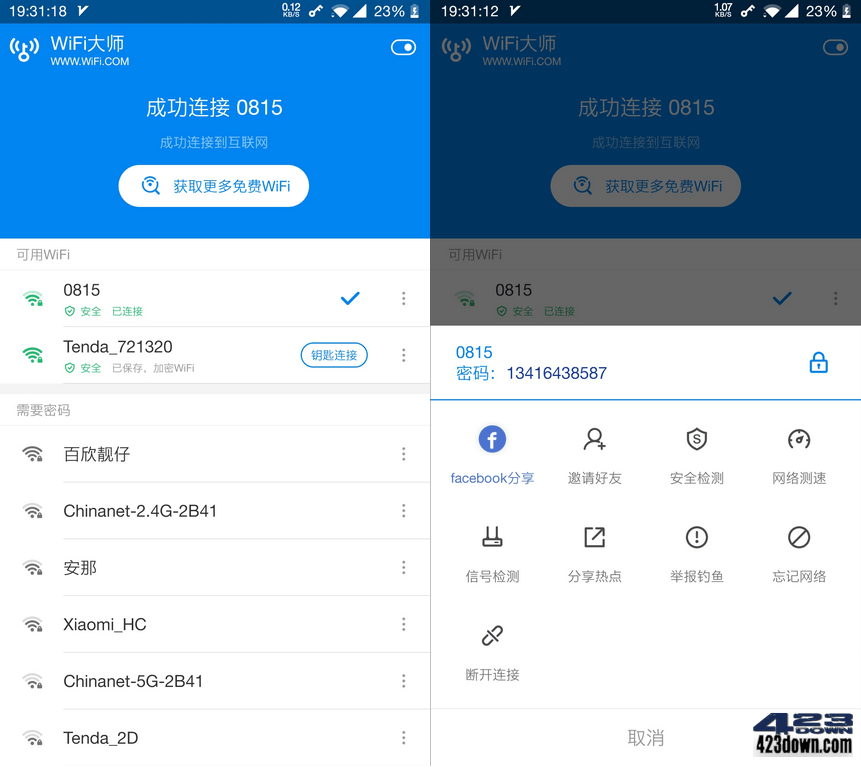 19:31:18
0.12
KB/S
23%
WiFi大师
WWW.WiFi.COM
成功连接 0815
成功连接到互联网
获取更多免费WiFi
可用WiFi
0815
安全 已连接
Tenda_721320
安全 已保存，加密WiFi
钥匙连接
需要密码
百欣靓仔
Chinanet-2.4G-2B41
安那
Xiaomi_HC
Chinanet-5G-2B41
Tenda_2D
19:31:12
1.07
KB/S
23%
WiFi大师
WWW.WiFi.COM
成功连接 0815
成功连接到互联网
获取更多免费WiFi
可用WiFi
0815
安全 已连接
0815
密码： 13416438587
facebook分享
邀请好友
安全检测
网络测速
信号检测
分享热点
举报钓鱼
忘记网络
断开连接
取消
423
DOWN
423down.com